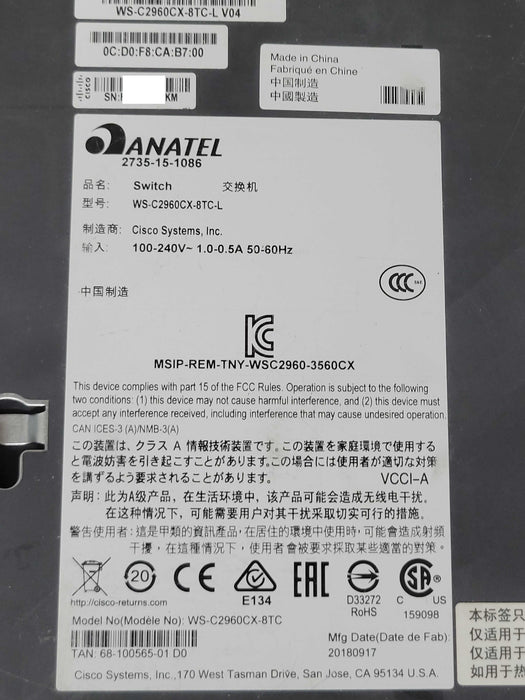 WS-C2960CX-8TC-L V04
0C:D0:F8:CA:B7:00
Made in China
Fabriqué en Chine
中国制造
中國製造
CISCO
SN: KM
ANATEL
2735-15-1086
品名: Switch 交换机
型号: WS-C2960CX-8TC-L
制造商: Cisco Systems, Inc.
输入: 100-240V~ 1.0-0.5A 50-60Hz
中国制造
MSIP-REM-TNY-WSC2960-3560CX
This device complies with part 15 of the FCC Rules. Operation is subject to the following
two conditions: (1) this device may not cause harmful interference, and (2) this device must
accept any interference received, including interference that may cause undesired operation.
CAN ICES-3 (A)/NMB-3(A)
この装置は、クラス A 情報技術装置です。この装置を家庭環境で使用する
と電波妨害を引き起こすことがあります。この場合には使用者が適切な対策
を講ずるよう要求されることがあります。 VCCI-A
声明: 此为A级产品, 在生活环境中, 该产品可能会造成无线电干扰。
在这种情况下, 可能需要用户对其干扰采取切实可行的措施。
警告使用者: 這是甲類的資訊產品, 在居住的環境中使用時, 可能會造成射頻
干擾, 在這種情況下, 使用者會被要求採取某些適當的對策。
20 CE E134 EAC D33272 RoHS C US 159098
http://cisco-returns.com
Model No(Modèle No): WS-C2960CX-8TC
TAN: 68-100565-01 D0
Mfg Date(Date de Fab):
20180917
Cisco Systems, Inc.,170 West Tasman Drive, San Jose, CA 95134 U.S.A.
本标签只
仅适用于
仅适用于
如用于热